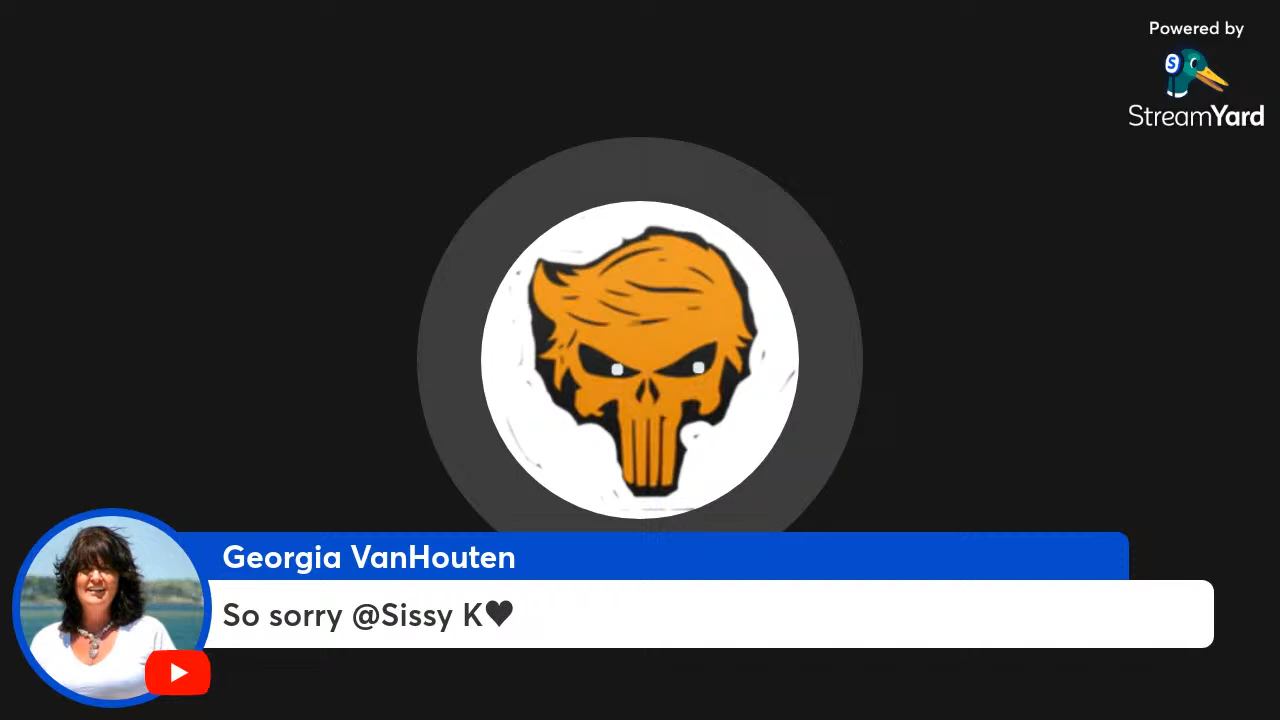 Powered by
S
StreamYard
Georgia VanHouten
So sorry @Sissy K♥